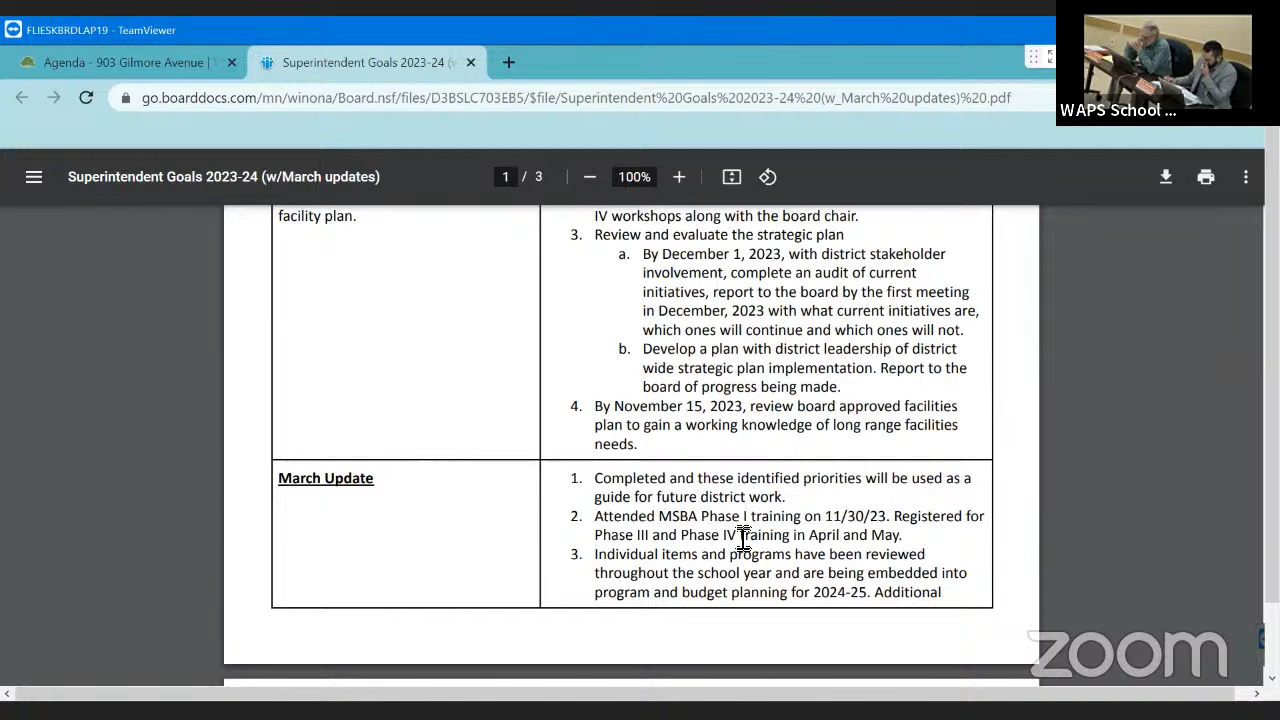 FLIESKBRDLAP19 - TeamViewer
Agenda - 903 Gilmore Avenue |
Superintendent Goals 2023-24 (w
go.boarddocs.com/mn/winona/Board.nsf/files/D3BSLC703EB5/$file/Superintendent%20Goals%202023-24%20(w_March%20updates)%20.pdf
WAPS School ...
Superintendent Goals 2023-24 (w/March updates)
1 / 3
100%
facility plan.
IV workshops along with the board chair.
3. Review and evaluate the strategic plan
a. By December 1, 2023, with district stakeholder
involvement, complete an audit of current
initiatives, report to the board by the first meeting
in December, 2023 with what current initiatives are,
which ones will continue and which ones will not.
b. Develop a plan with district leadership of district
wide strategic plan implementation. Report to the
board of progress being made.
4. By November 15, 2023, review board approved facilities
plan to gain a working knowledge of long range facilities
needs.
March Update
1. Completed and these identified priorities will be used as a
guide for future district work.
2. Attended MSBA Phase I training on 11/30/23. Registered for
Phase III and Phase IV training in April and May.
3. Individual items and programs have been reviewed
throughout the school year and are being embedded into
program and budget planning for 2024-25. Additional
zoom